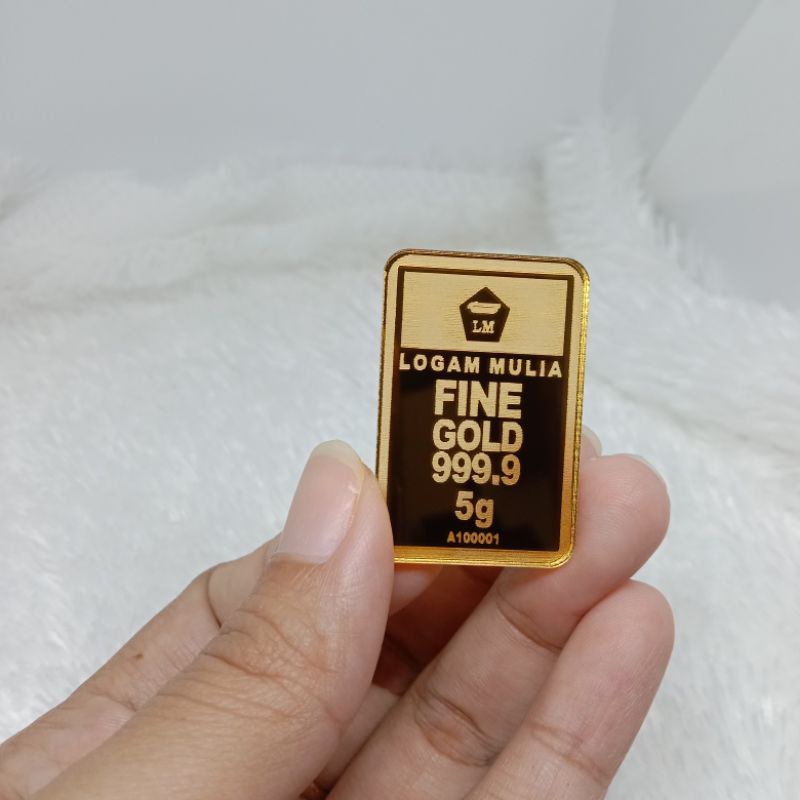 LM
LOGAM MULIA
FINE
GOLD
999.9
5g
A100001